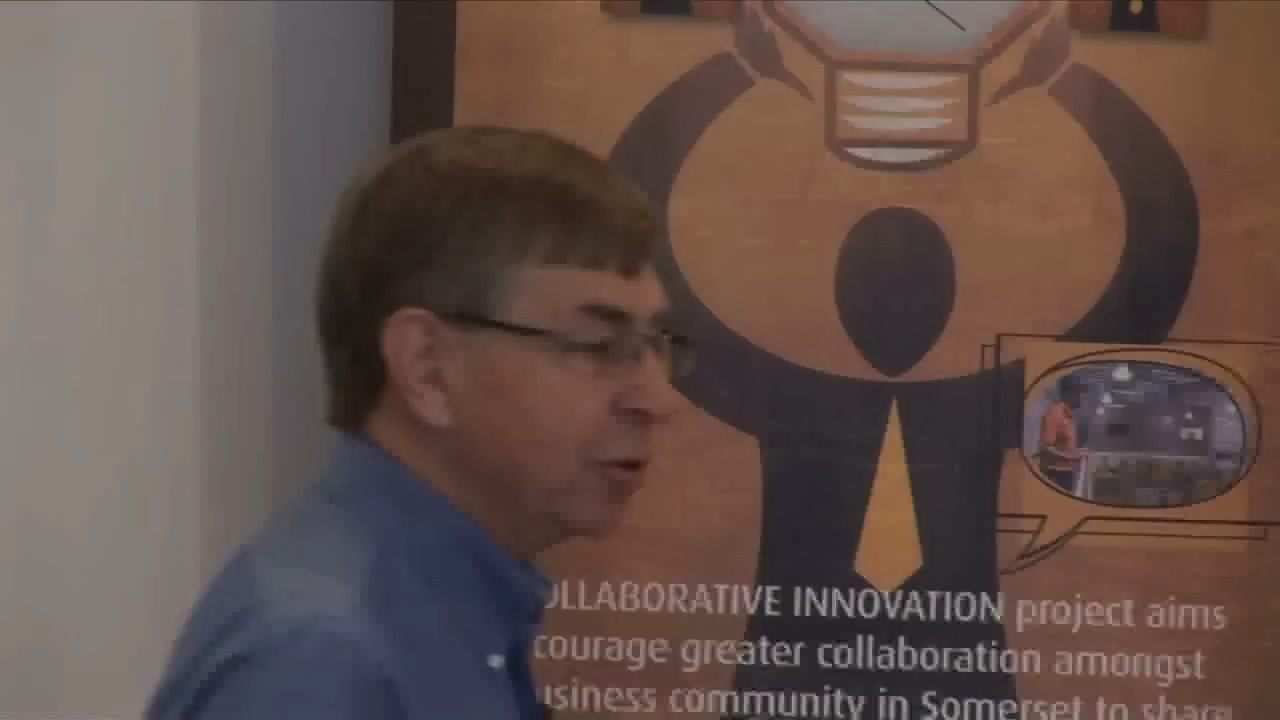 OLLABORATIVE INNOVATION project aims
courage greater collaboration amongst
usiness community in Somerset to share